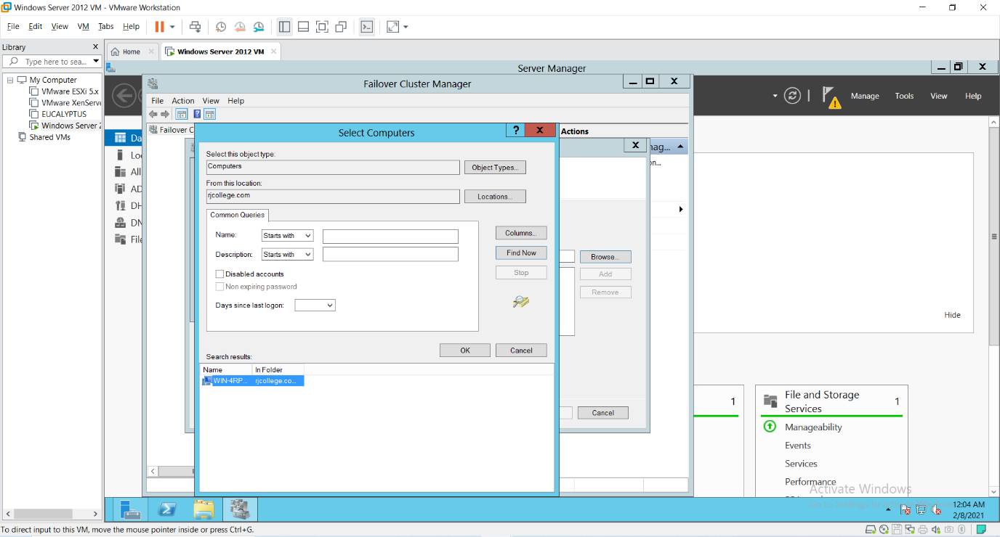 Windows Server 2012 VM - VMware Workstation
File Edit View VM Tabs Help
Library
Type here to sea...
My Computer
VMware ESXi 5.x
VMware XenServe
EUCALYPTUS
Windows Server 2
Shared VMs
Home
Windows Server 2012 VM
Server Manager
Manage Tools View Help
Da
Lo
All
AD
DH
DN
File
Failover Cluster Manager
File Action View Help
Failover C
Actions
nag...
on...
Browse...
Add
Remove
Cancel
Select Computers
?
X
Select this object type:
Computers
Object Types...
From this location:
rjcollege.com
Locations...
Common Queries
Name: Starts with
Description: Starts with
Disabled accounts
Non expiring password
Days since last logon:
Columns...
Find Now
Stop
OK
Cancel
Search results:
Name In Folder
WIN-4RP... rjcollege.co...
Hide
1
File and Storage
Services
1
Manageability
Events
Services
Performance
Activate Windows
12:04 AM
2/8/2021
To direct input to this VM, move the mouse pointer inside or press Ctrl+G.